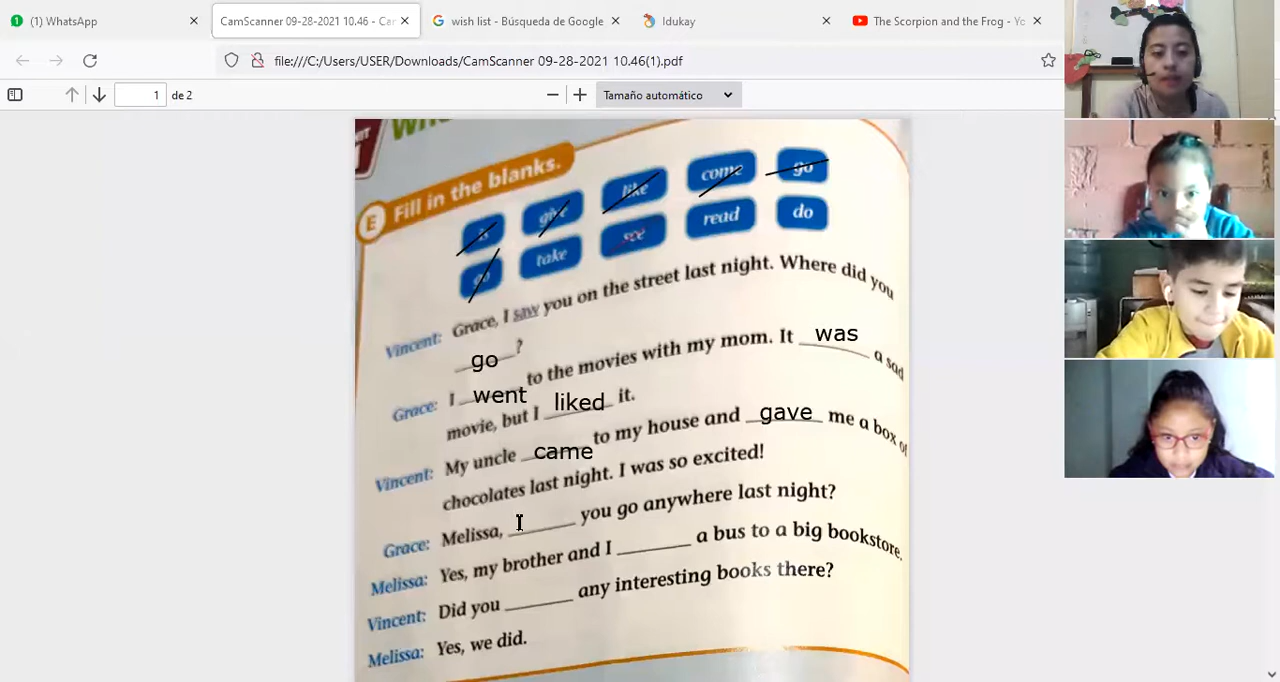 (1) WhatsApp
CamScanner 09-28-2021 10.46 - Ca
wish list - Búsqueda de Google
Idukay
The Scorpion and the Frog - Yo
file:///C:/Users/USER/Downloads/CamScanner 09-28-2021 10.46(1).pdf
1 de 2
Tamaño automático
E Fill in the blanks.
is give like come go
go take see read do
Vincent: Grace, I saw you on the street last night. Where did you
go ?
Grace: I went to the movies with my mom. It was a sad
movie, but I liked it.
Vincent: My uncle came to my house and gave me a box of
chocolates last night. I was so excited!
Grace: Melissa, ______ you go anywhere last night?
Melissa: Yes, my brother and I ______ a bus to a big bookstore.
Vincent: Did you ______ any interesting books there?
Melissa: Yes, we did.